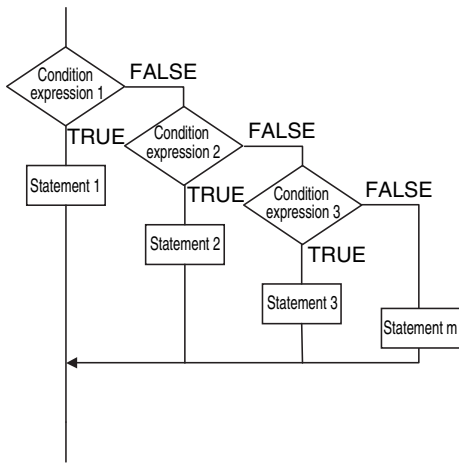 Condition
expression 1
FALSE
TRUE
Statement 1
Condition
expression 2
FALSE
TRUE
Statement 2
Condition
expression 3
FALSE
TRUE
Statement 3
Statement m